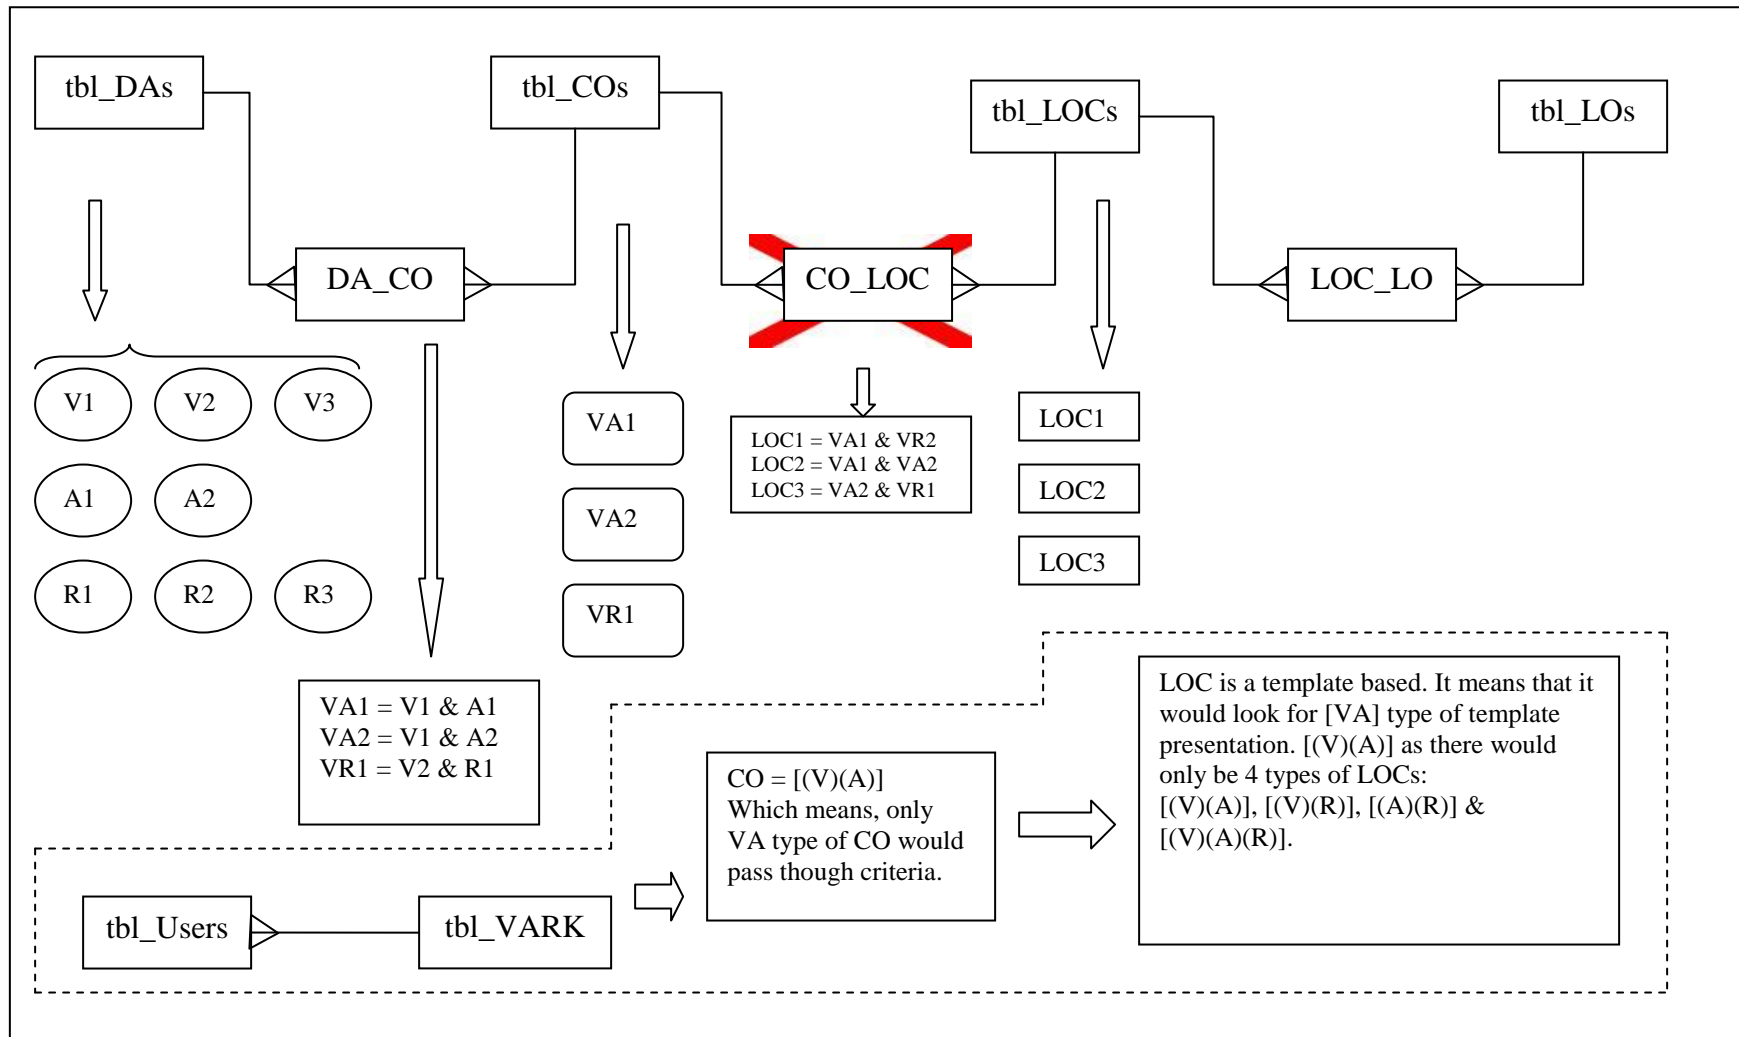 tbl_DAs
tbl_COs
tbl_LOCs
tbl_LOs
DA_CO
CO_LOC
LOC_LO
V1
V2
V3
A1
A2
R1
R2
R3
VA1
VA2
VR1
LOC1 = VA1 & VR2
LOC2 = VA1 & VA2
LOC3 = VA2 & VR1
LOC1
LOC2
LOC3
VA1 = V1 & A1
VA2 = V1 & A2
VR1 = V2 & R1
tbl_Users
tbl_VARK
CO = [(V)(A)]
Which means, only
VA type of CO would
pass though criteria.
LOC is a template based. It means that it
would look for [VA] type of template
presentation. [(V)(A)] as there would
only be 4 types of LOCs:
[(V)(A)], [(V)(R)], [(A)(R)] &
[(V)(A)(R)].